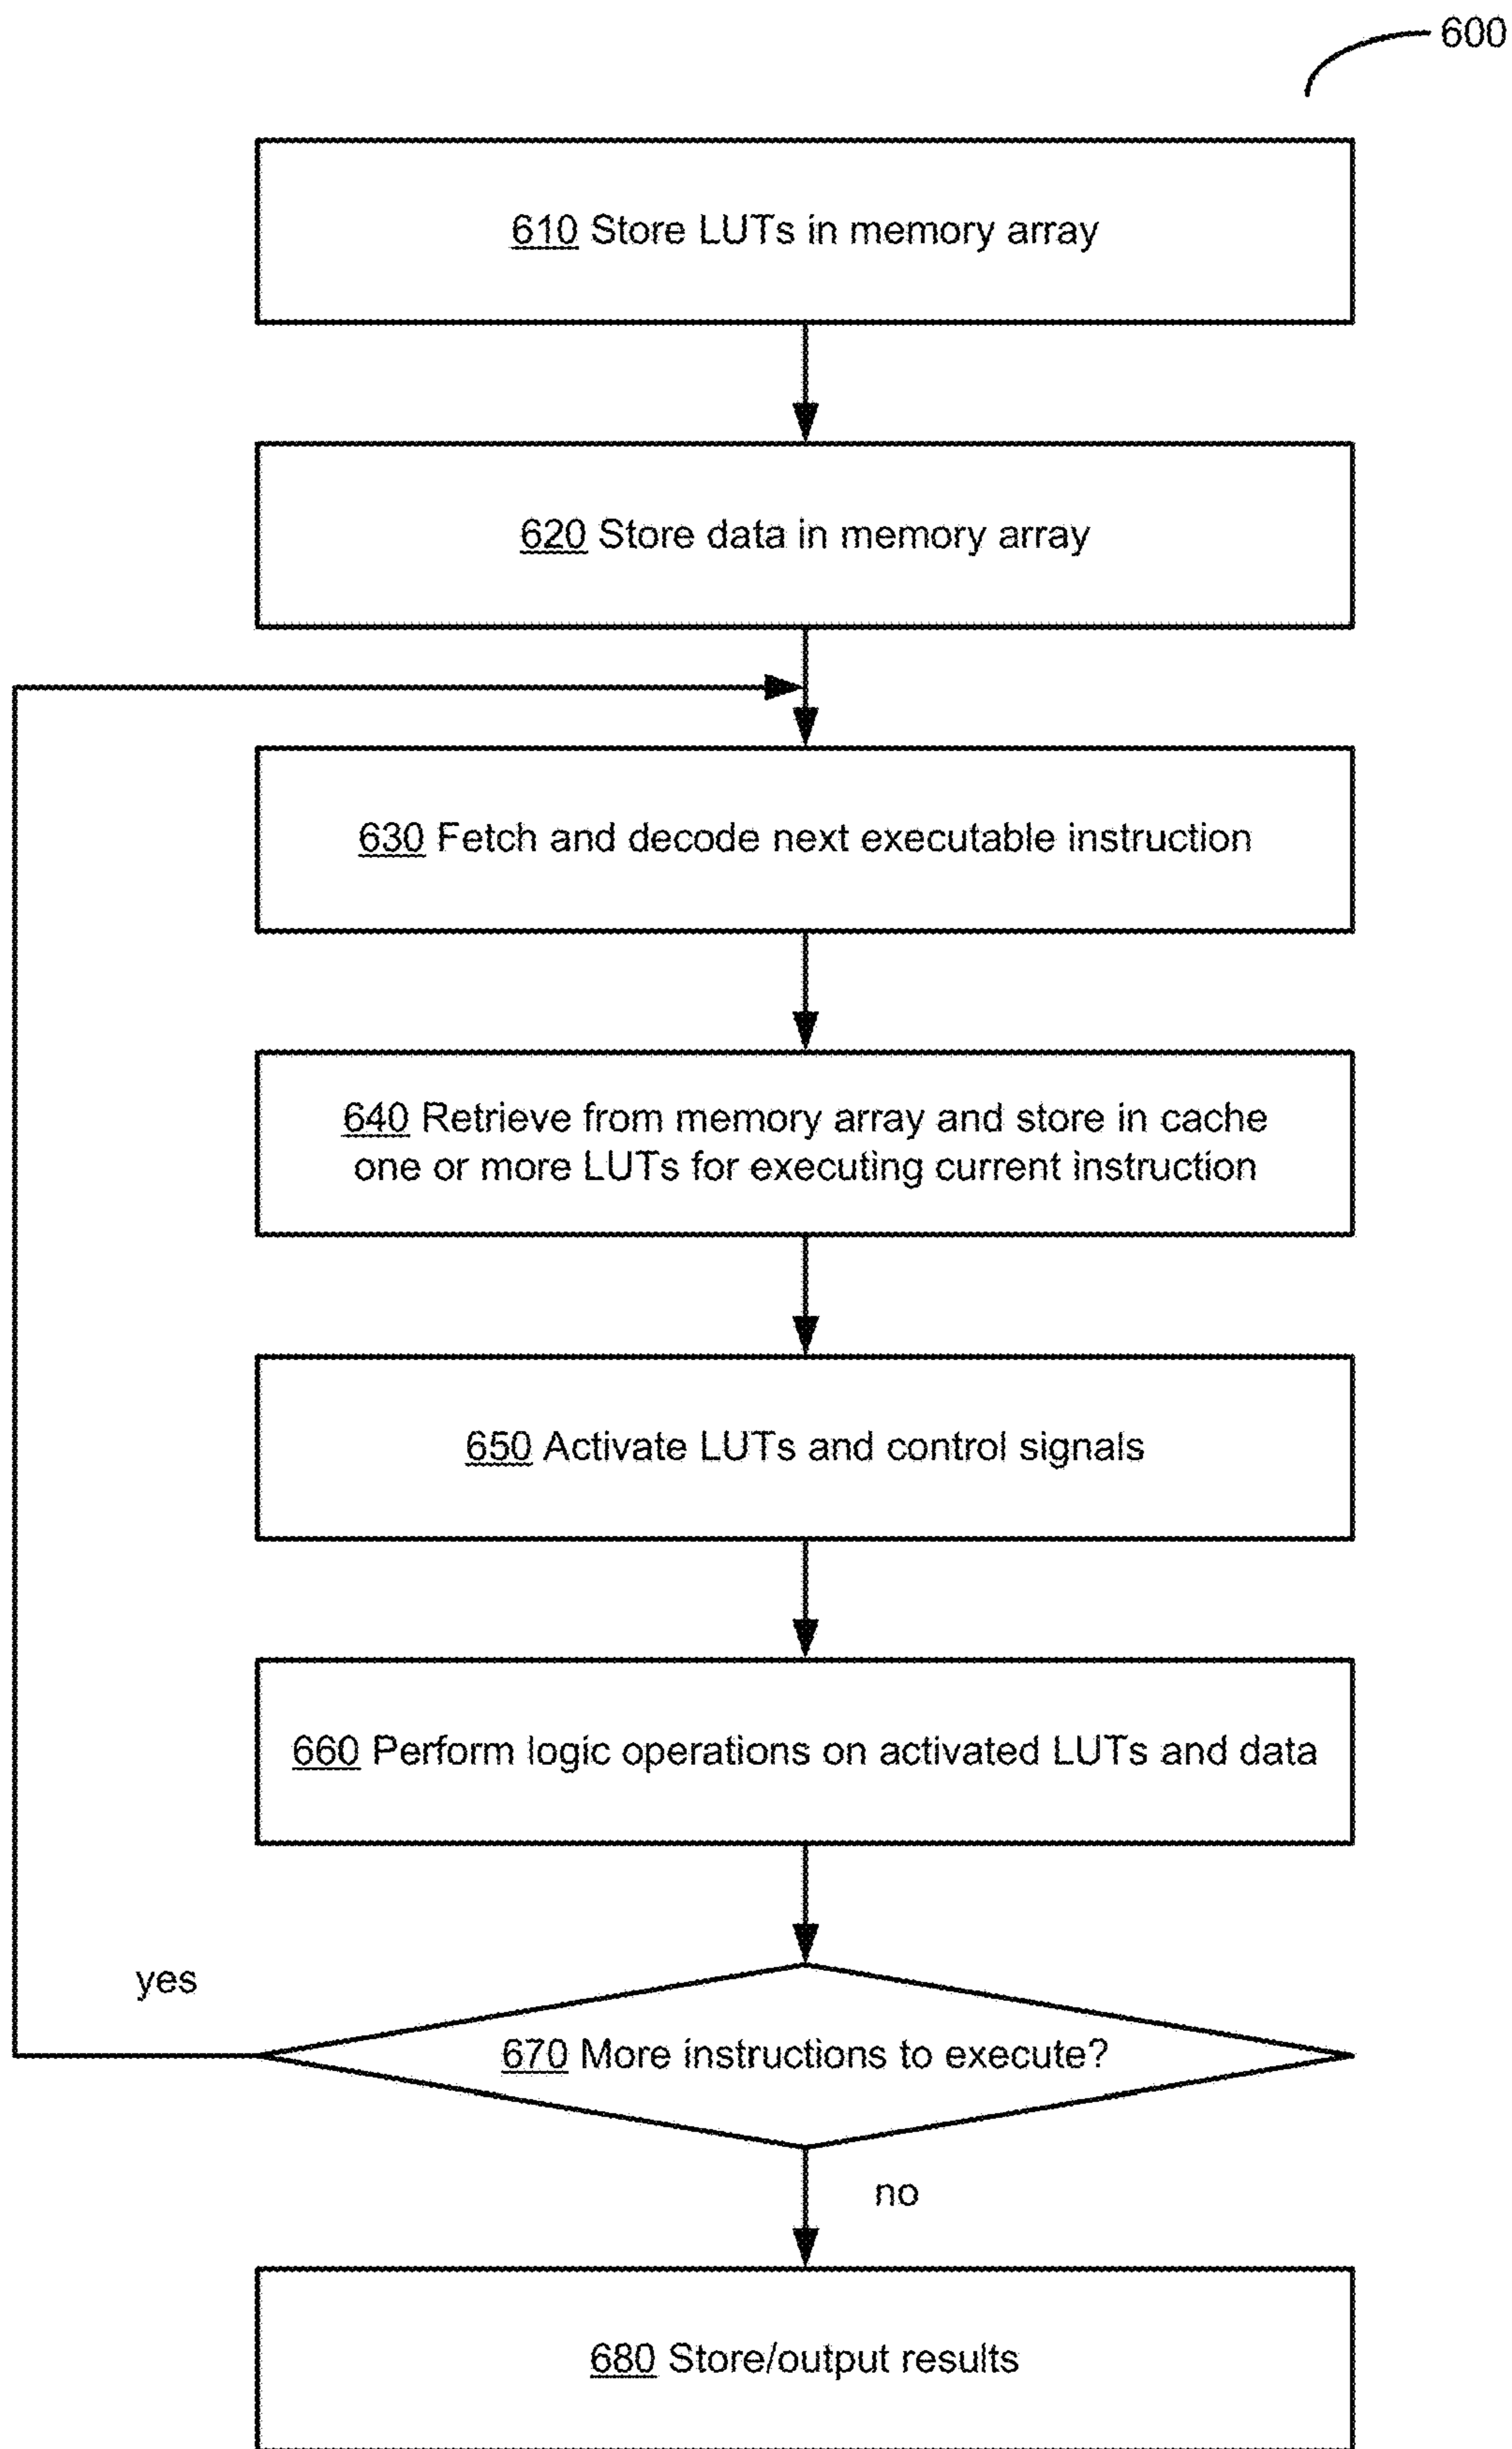 600
610 Store LUTs in memory array
620 Store data in memory array
630 Fetch and decode next executable instruction
640 Retrieve from memory array and store in cache
one or more LUTs for executing current instruction
650 Activate LUTs and control signals
660 Perform logic operations on activated LUTs and data
yes
670 More instructions to execute?
no
680 Store/output results